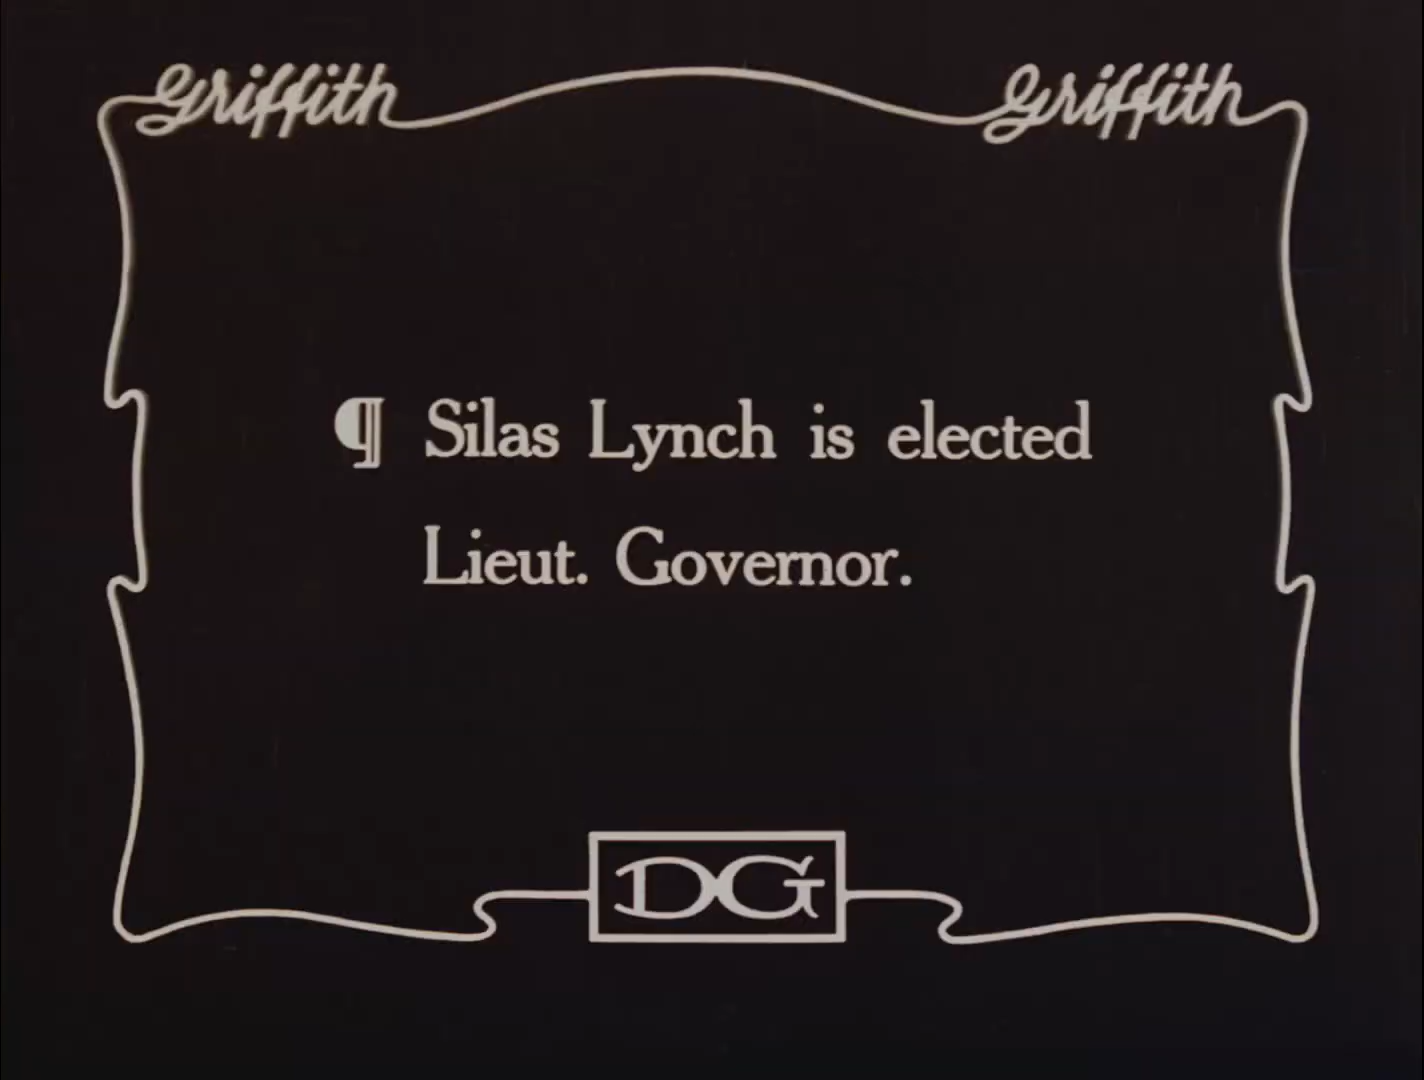 Griffith Griffith
¶ Silas Lynch is elected
Lieut. Governor.
DG